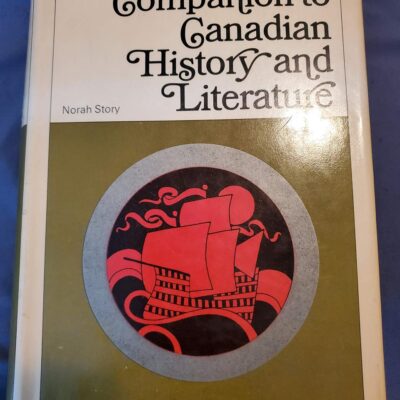 Companion to
Canadian
History and
Literature
Norah Story